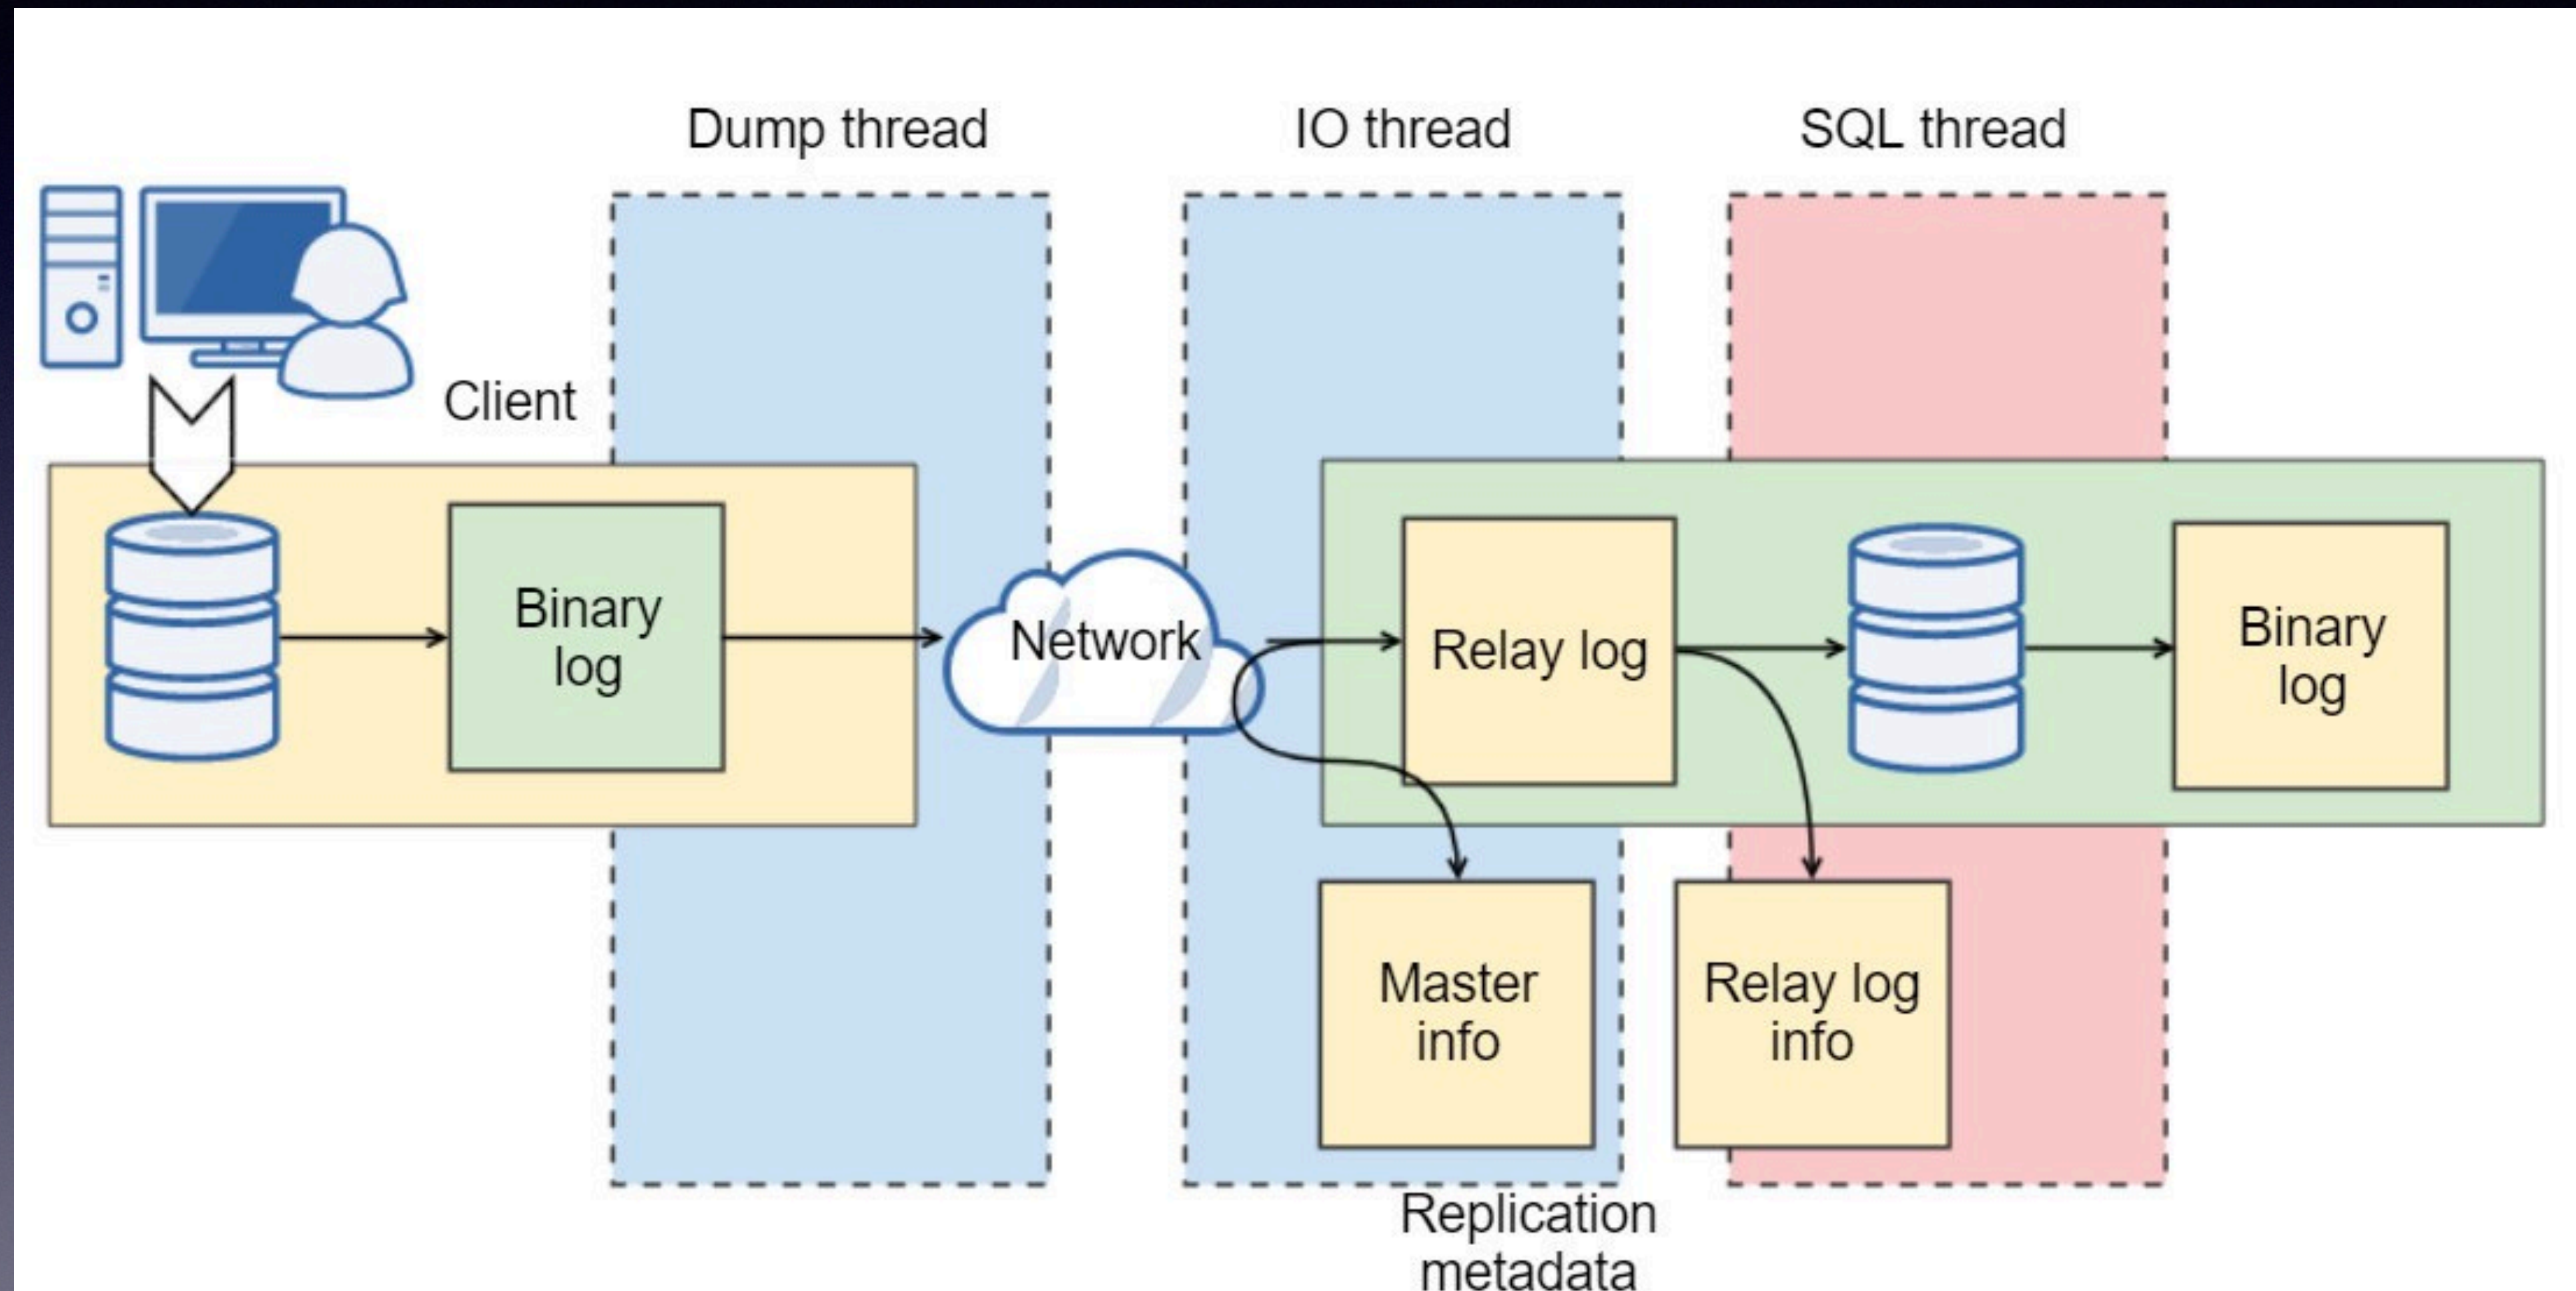 Dump thread
IO thread
SQL thread
Client
Binary
log
Network
Relay log
Binary
log
Master
info
Relay log
info
Replication
metadata